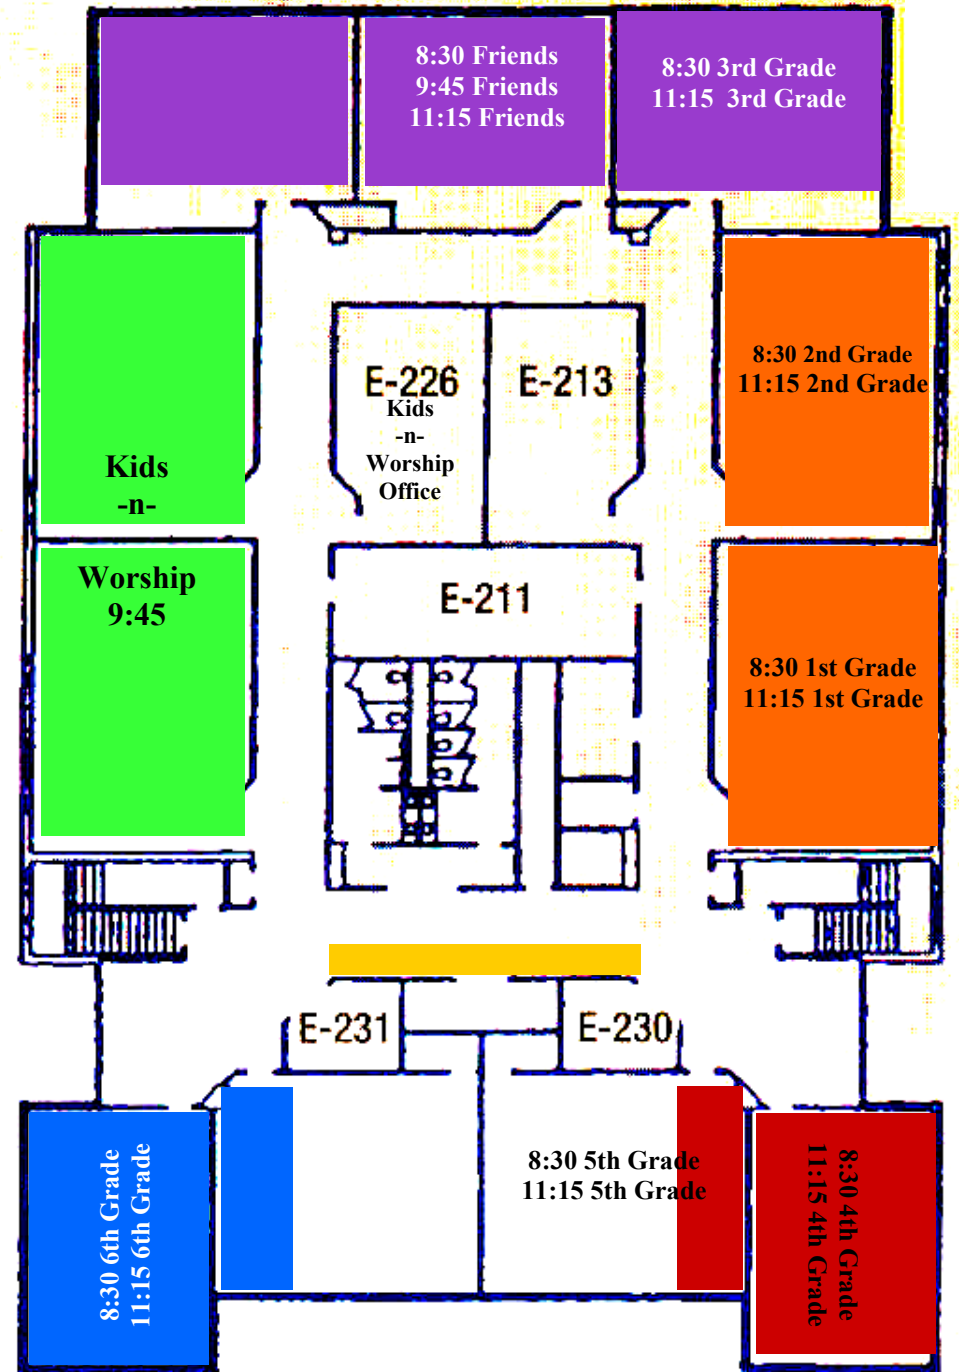 8:30 Friends
9:45 Friends
11:15 Friends
8:30 3rd Grade
11:15 3rd Grade
8:30 2nd Grade
11:15 2nd Grade
E-226
Kids
-n-
Worship
Office
E-213
Kids
-n-
Worship
9:45
E-211
8:30 1st Grade
11:15 1st Grade
E-231
E-230
8:30 6th Grade
11:15 6th Grade
8:30 5th Grade
11:15 5th Grade
8:30 4th Grade
11:15 4th Grade